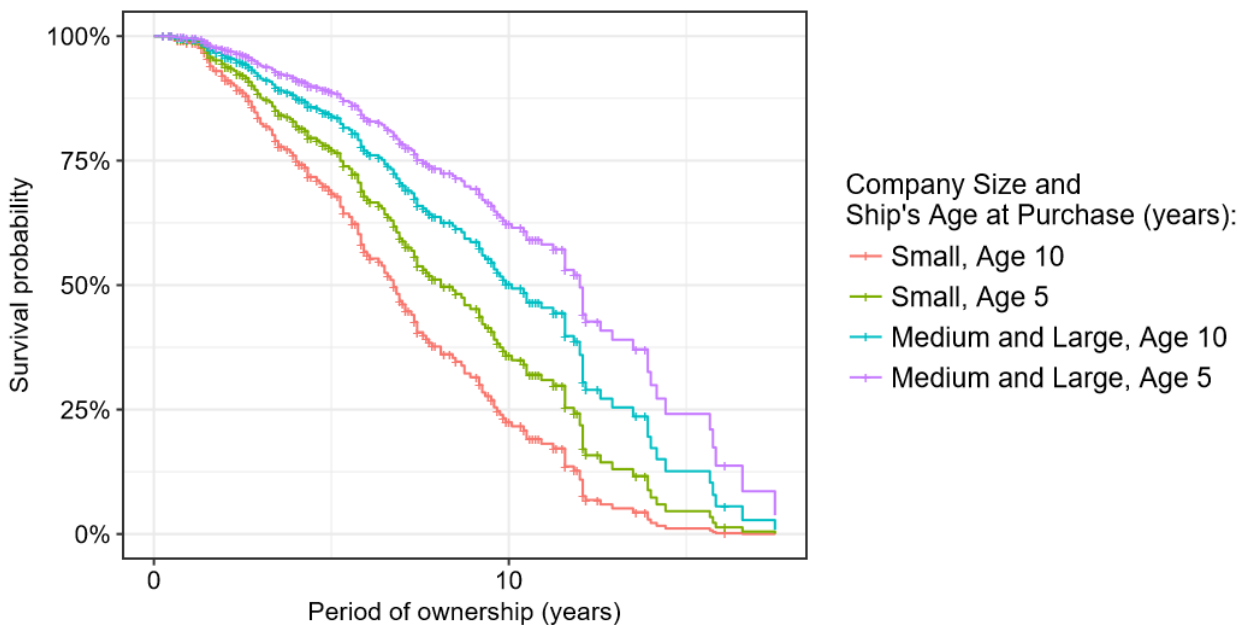 100%
75%
50%
25%
0%
Survival probability
0
10
Period of ownership (years)
Company Size and
Ship's Age at Purchase (years):
Small, Age 10
Small, Age 5
Medium and Large, Age 10
Medium and Large, Age 5